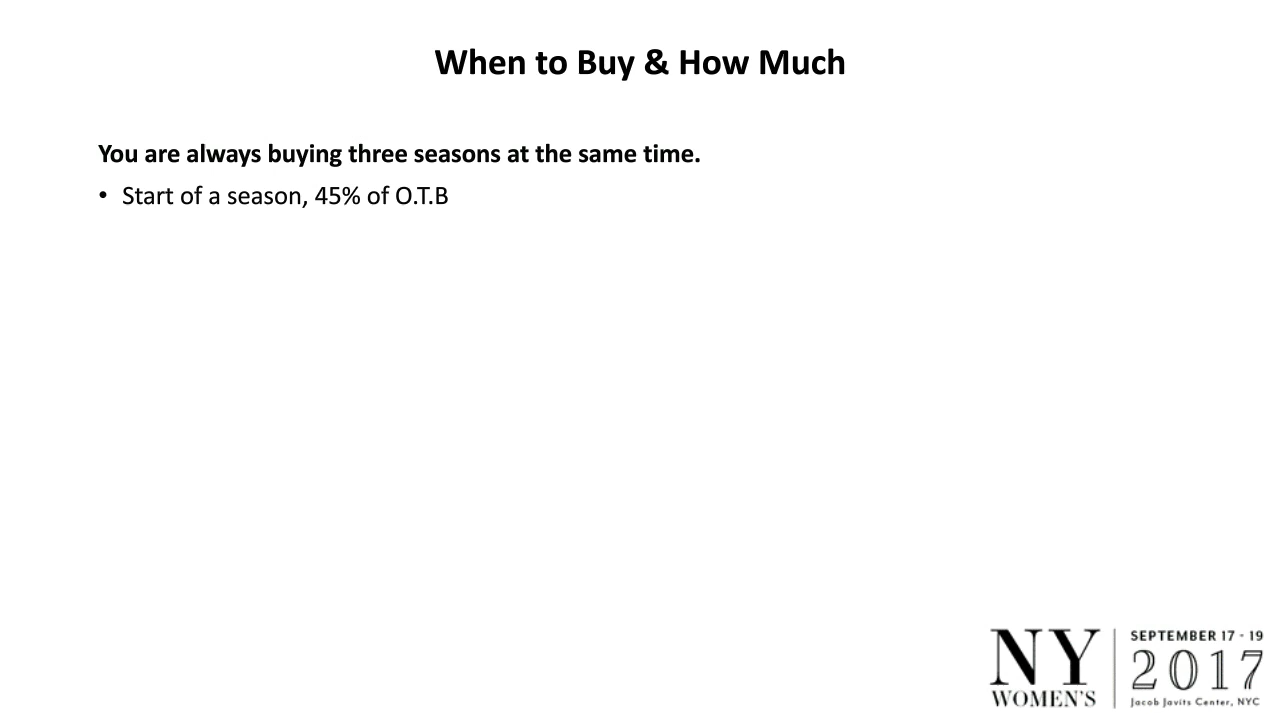 When to Buy & How Much
You are always buying three seasons at the same time.
• Start of a season, 45% of O.T.B
NY
WOMEN'S
SEPTEMBER 17 - 19
2017
Jacob Javits Center, NYC